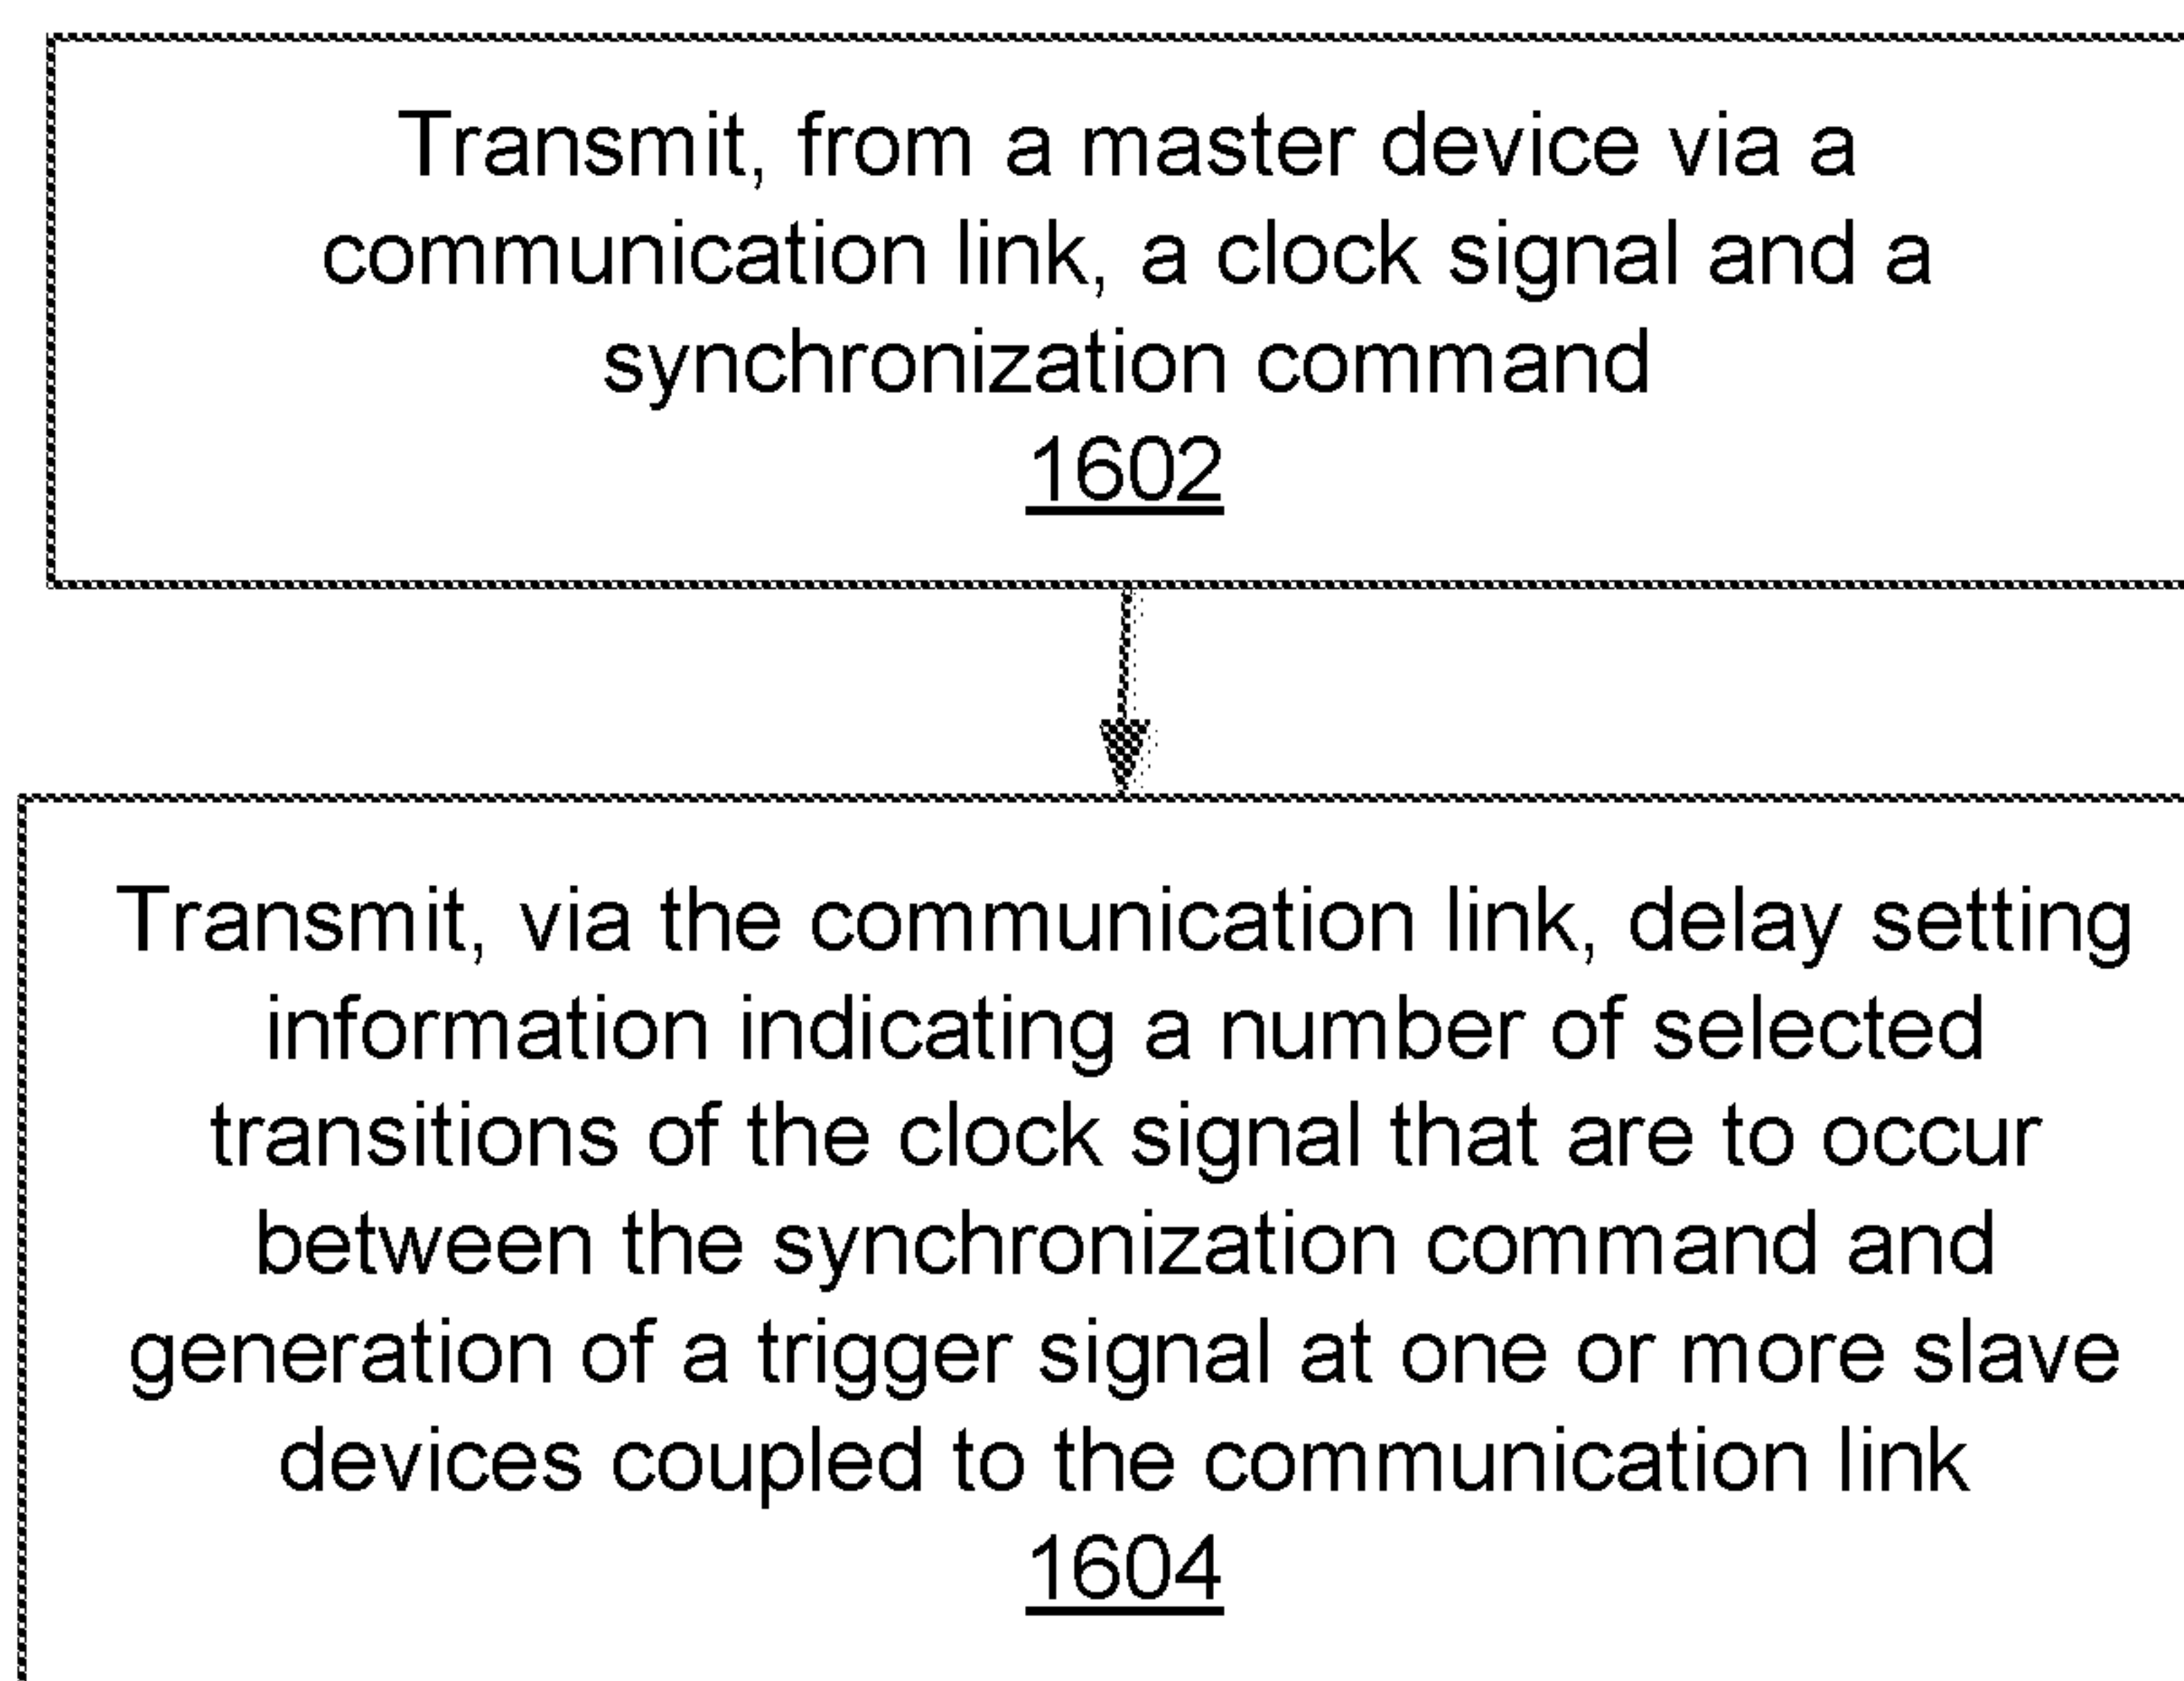 Transmit, from a master device via a
communication link, a clock signal and a
synchronization command
1602
Transmit, via the communication link, delay setting
information indicating a number of selected
transitions of the clock signal that are to occur
between the synchronization command and
generation of a trigger signal at one or more slave
devices coupled to the communication link
1604